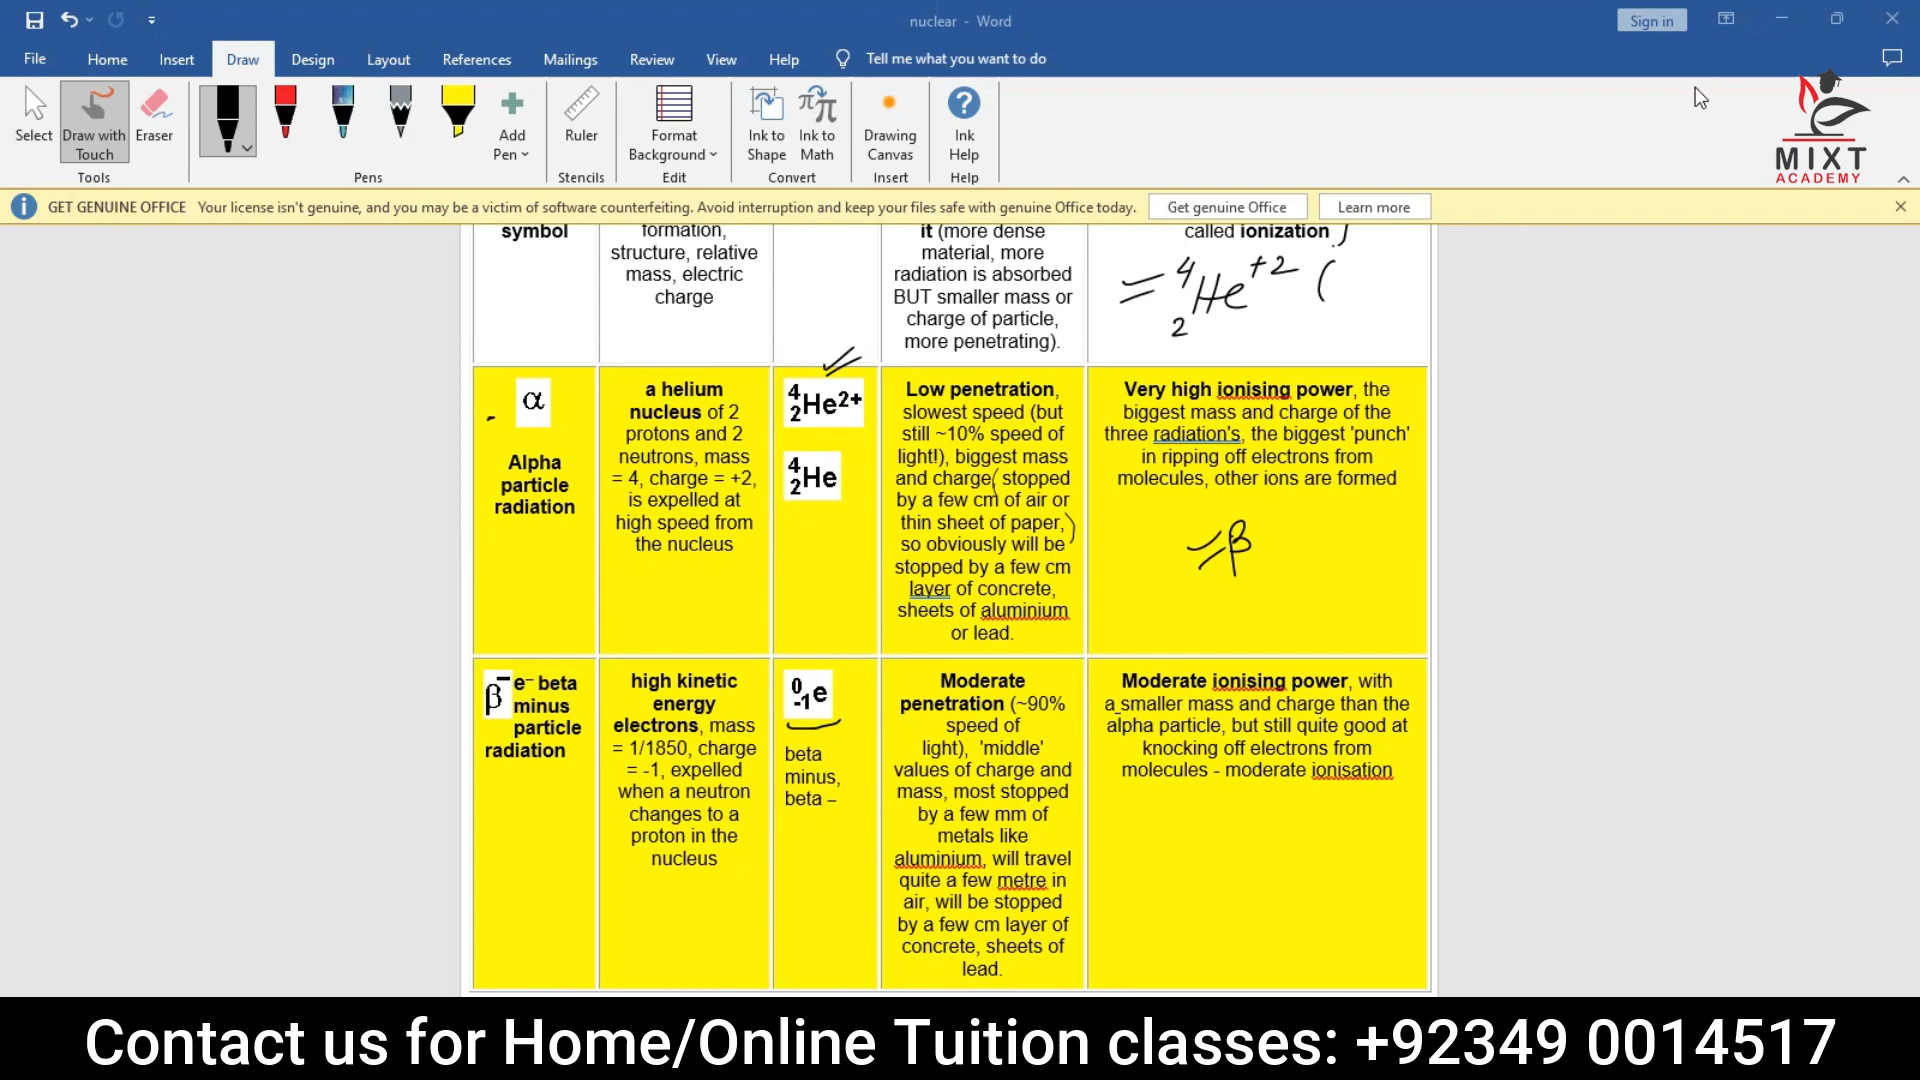 nuclear - Word
Sign in
File Home Insert Draw Design Layout References Mailings Review View Help Tell me what you want to do
Select
Draw with Touch
Eraser
Add Pen
Ruler
Format Background
Ink to Shape
Ink to Math
Drawing Canvas
Ink Help
Tools Pens Stencils Edit Convert Insert Help
MIXT
ACADEMY
GET GENUINE OFFICE Your license isn't genuine, and you may be a victim of software counterfeiting. Avoid interruption and keep your files safe with genuine Office today. Get genuine Office Learn more
symbol
formation,
structure, relative
mass, electric
charge
it (more dense
material, more
radiation is absorbed
BUT smaller mass or
charge of particle,
more penetrating).
called ionization
= 4 2 He +2 (
α
Alpha
particle
radiation
a helium
nucleus of 2
protons and 2
neutrons, mass
= 4, charge = +2,
is expelled at
high speed from
the nucleus
4 2 He2+
4 2 He
Low penetration,
slowest speed (but
still ~10% speed of
light!), biggest mass
and charge( stopped
by a few cm of air or
thin sheet of paper,)
so obviously will be
stopped by a few cm
layer of concrete,
sheets of aluminium
or lead.
Very high ionising power, the
biggest mass and charge of the
three radiation's, the biggest 'punch'
in ripping off electrons from
molecules, other ions are formed
=β
β– e– beta
minus
particle
radiation
high kinetic
energy
electrons, mass
= 1/1850, charge
= -1, expelled
when a neutron
changes to a
proton in the
nucleus
0 -1 e
beta
minus,
beta –
Moderate
penetration (~90%
speed of
light), 'middle'
values of charge and
mass, most stopped
by a few mm of
metals like
aluminium, will travel
quite a few metre in
air, will be stopped
by a few cm layer of
concrete, sheets of
lead.
Moderate ionising power, with
a smaller mass and charge than the
alpha particle, but still quite good at
knocking off electrons from
molecules - moderate ionisation
Contact us for Home/Online Tuition classes: +92349 0014517